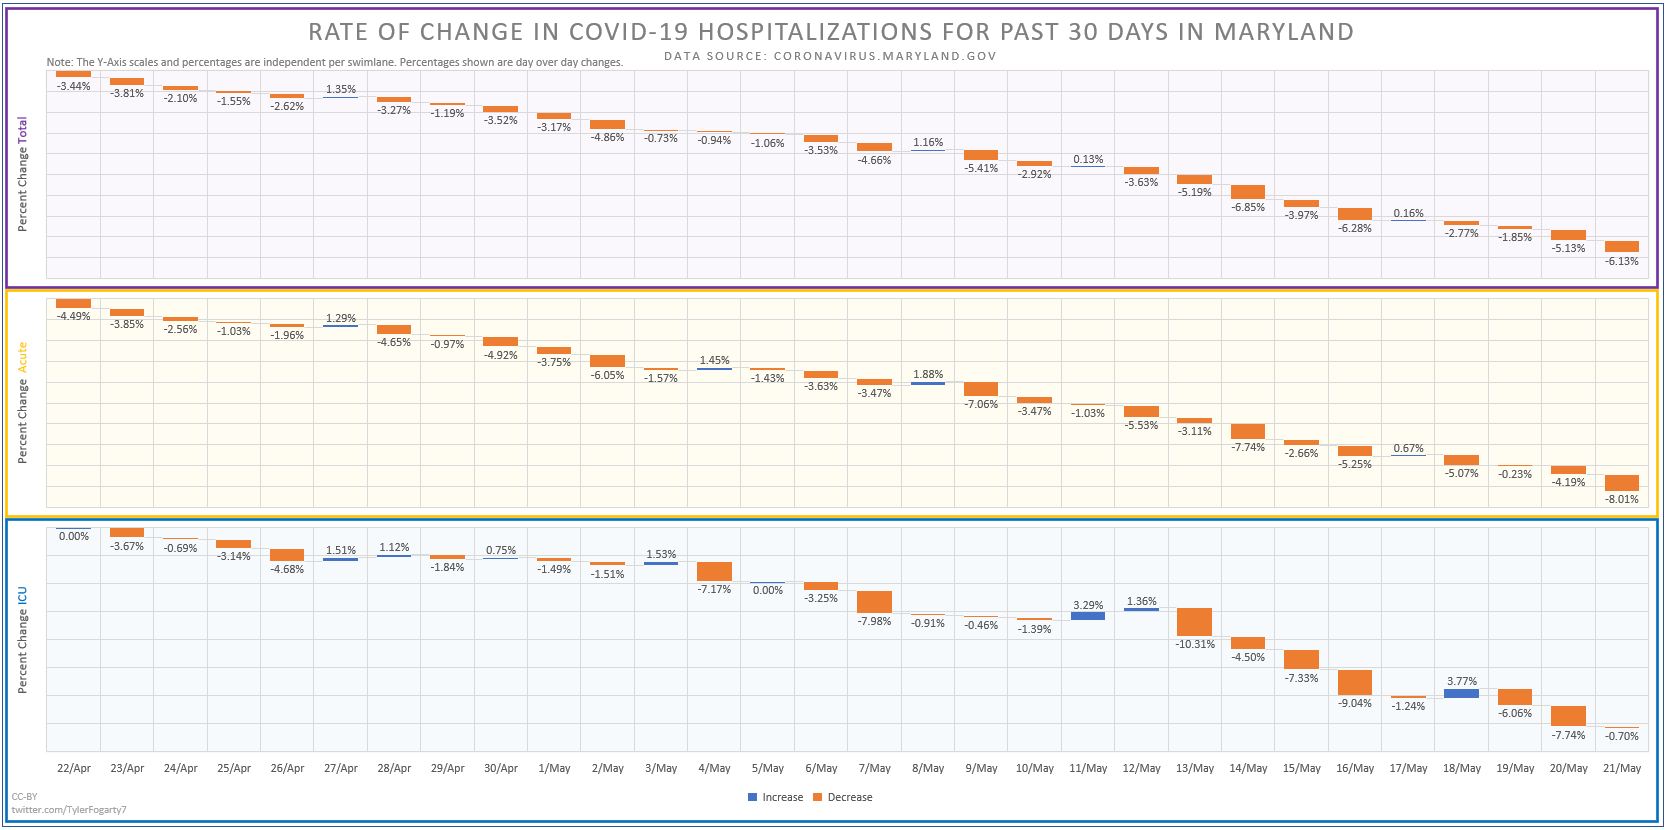 RATE OF CHANGE IN COVID-19 HOSPITALIZATIONS FOR PAST 30 DAYS IN MARYLAND
DATA SOURCE: CORONAVIRUS.MARYLAND.GOV
Note: The Y-Axis scales and percentages are independent per swimlane. Percentages shown are day over day changes.
Percent Change Total
-3.44% -3.81% -2.10% -1.55% -2.62% 1.35% -3.27% -1.19% -3.52% -3.17% -4.86% -0.73% -0.94% -1.06% -3.53% -4.66% 1.16% -5.41% -2.92% 0.13% -3.63% -5.19% -6.85% -3.97% -6.28% 0.16% -2.77% -1.85% -5.13% -6.13%
Percent Change Acute
-4.49% -3.85% -2.56% -1.03% -1.96% 1.29% -4.65% -0.97% -4.92% -3.75% -6.05% -1.57% 1.45% -1.43% -3.63% -3.47% 1.88% -7.06% -3.47% -1.03% -5.53% -3.11% -7.74% -2.66% -5.25% 0.67% -5.07% -0.23% -4.19% -8.01%
Percent Change ICU
0.00% -3.67% -0.69% -3.14% -4.68% 1.51% 1.12% -1.84% 0.75% -1.49% -1.51% 1.53% -7.17% 0.00% -3.25% -7.98% -0.91% -0.46% -1.39% 3.29% 1.36% -10.31% -4.50% -7.33% -9.04% -1.24% 3.77% -6.06% -7.74% -0.70%
22/Apr 23/Apr 24/Apr 25/Apr 26/Apr 27/Apr 28/Apr 29/Apr 30/Apr 1/May 2/May 3/May 4/May 5/May 6/May 7/May 8/May 9/May 10/May 11/May 12/May 13/May 14/May 15/May 16/May 17/May 18/May 19/May 20/May 21/May
Increase Decrease
CC-BY
twitter.com/TylerFogarty7